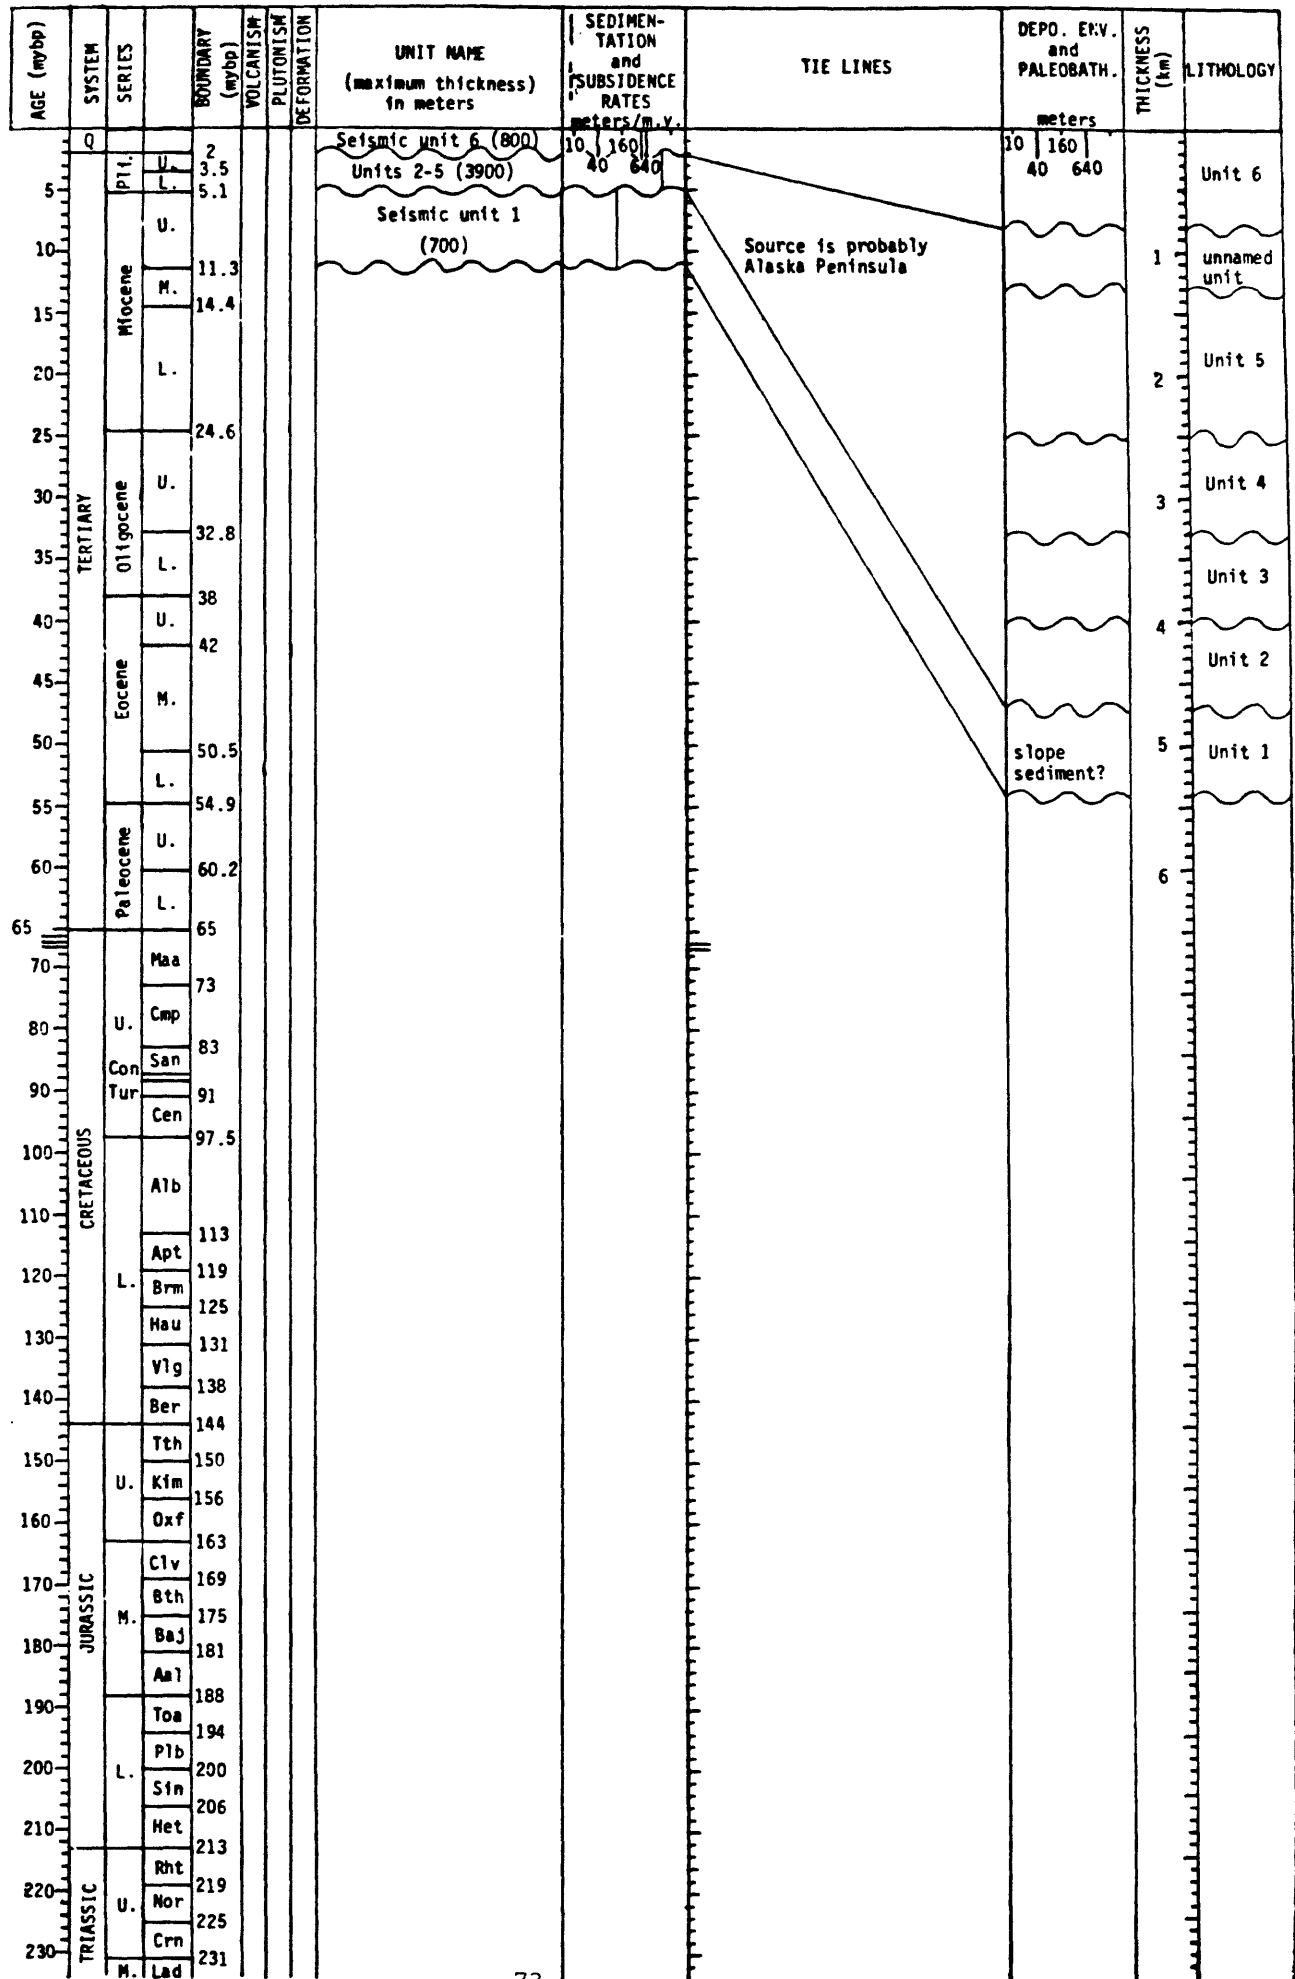 AGE (mybp)
SYSTEM
SERIES
BOUNDARY
(mybp)
VOLCANISM
PLUTONISM
DEFORMATION
UNIT NAME
(maximum thickness)
in meters
SEDIMEN-
TATION
and
SUBSIDENCE
RATES
meters/m.y.
TIE LINES
DEPO. ENV.
and
PALEOBATH.
meters
THICKNESS
(km)
LITHOLOGY
10 160
40 640
10 160
40 640
Q
TERTIARY
CRETACEOUS
JURASSIC
TRIASSIC
Pli.
Miocene
Oligocene
Eocene
Paleocene
U.
Con
Tur
L.
U.
M.
L.
U.
M.
U.
L.
U.
M.
L.
U.
L.
U.
M.
L.
U.
L.
Maa
Cmp
San
Cen
Alb
Apt
Brm
Hau
Vlg
Ber
Tth
Kim
Oxf
Clv
Bth
Baj
Aal
Toa
Plb
Sin
Het
Rht
Nor
Crn
Lad
2
3.5
5.1
11.3
14.4
24.6
32.8
38
42
50.5
54.9
60.2
65
73
83
91
97.5
113
119
125
131
138
144
150
156
163
169
175
181
188
194
200
206
213
219
225
231
5
10
15
20
25
30
35
40
45
50
55
60
65
70
80
90
100
110
120
130
140
150
160
170
180
190
200
210
220
230
Seismic unit 6 (800)
Units 2-5 (3900)
Seismic unit 1
(700)
Source is probably
Alaska Peninsula
slope
sediment?
1
2
3
4
5
6
Unit 6
unnamed
unit
Unit 5
Unit 4
Unit 3
Unit 2
Unit 1
73